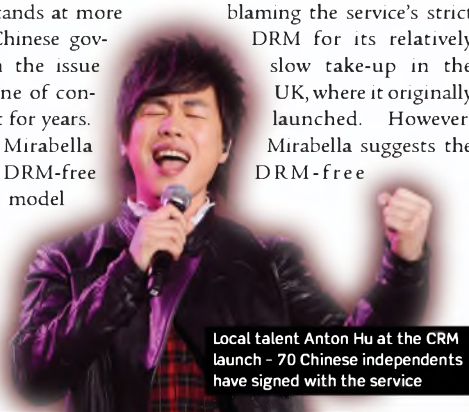 tands at more
Chinese gov-
n the issue
ne of con-
t for years.
Mirabella
DRM-free
model
blaming the service's strict
DRM for its relatively
slow take-up in the
UK, where it originally
launched. However
Mirabella suggests the
DRM-free
Local talent Anton Hu at the CRM
launch – 70 Chinese independents
have signed with the service